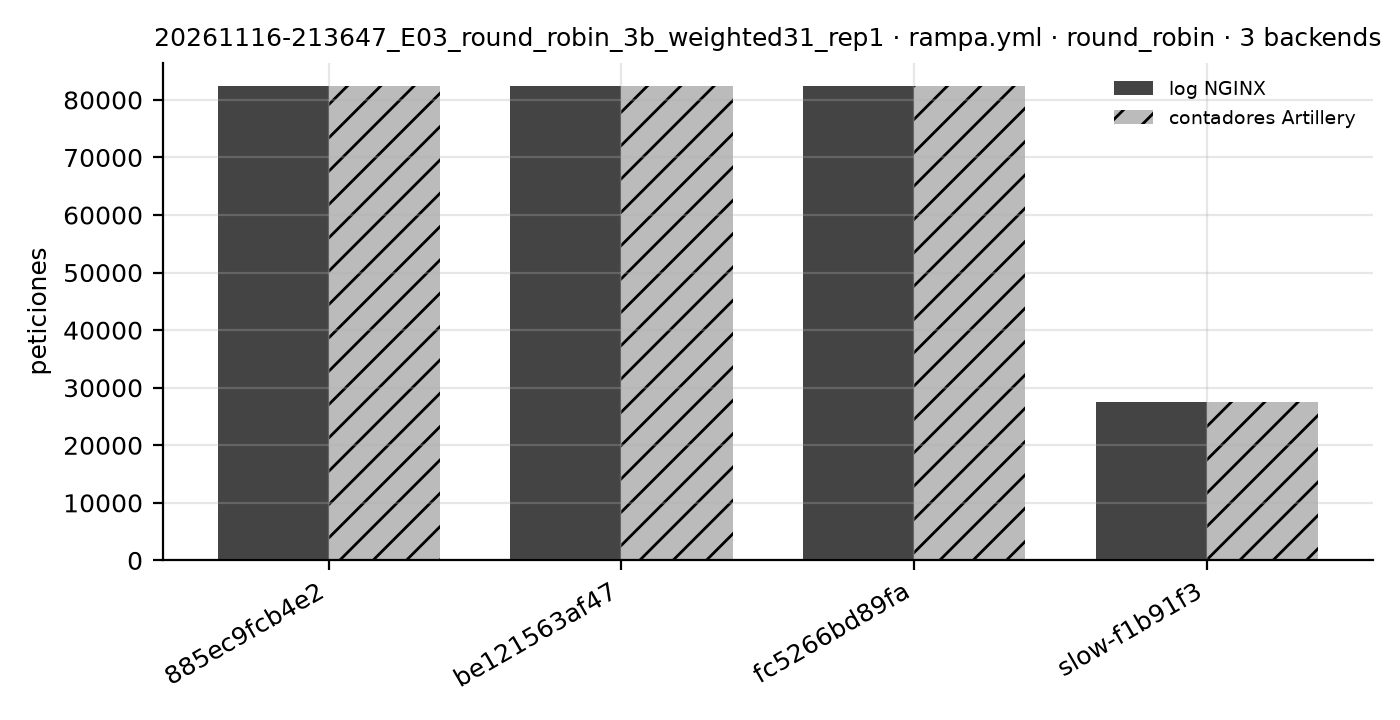 20261116-213647_E03_round_robin_3b_weighted31_rep1 · rampa.yml · round_robin · 3 backends
log NGINX
contadores Artillery
peticiones
80000
70000
60000
50000
40000
30000
20000
10000
0
885ec9fcb4e2
be121563af47
fc5266bd89fa
slow-f1b91f3